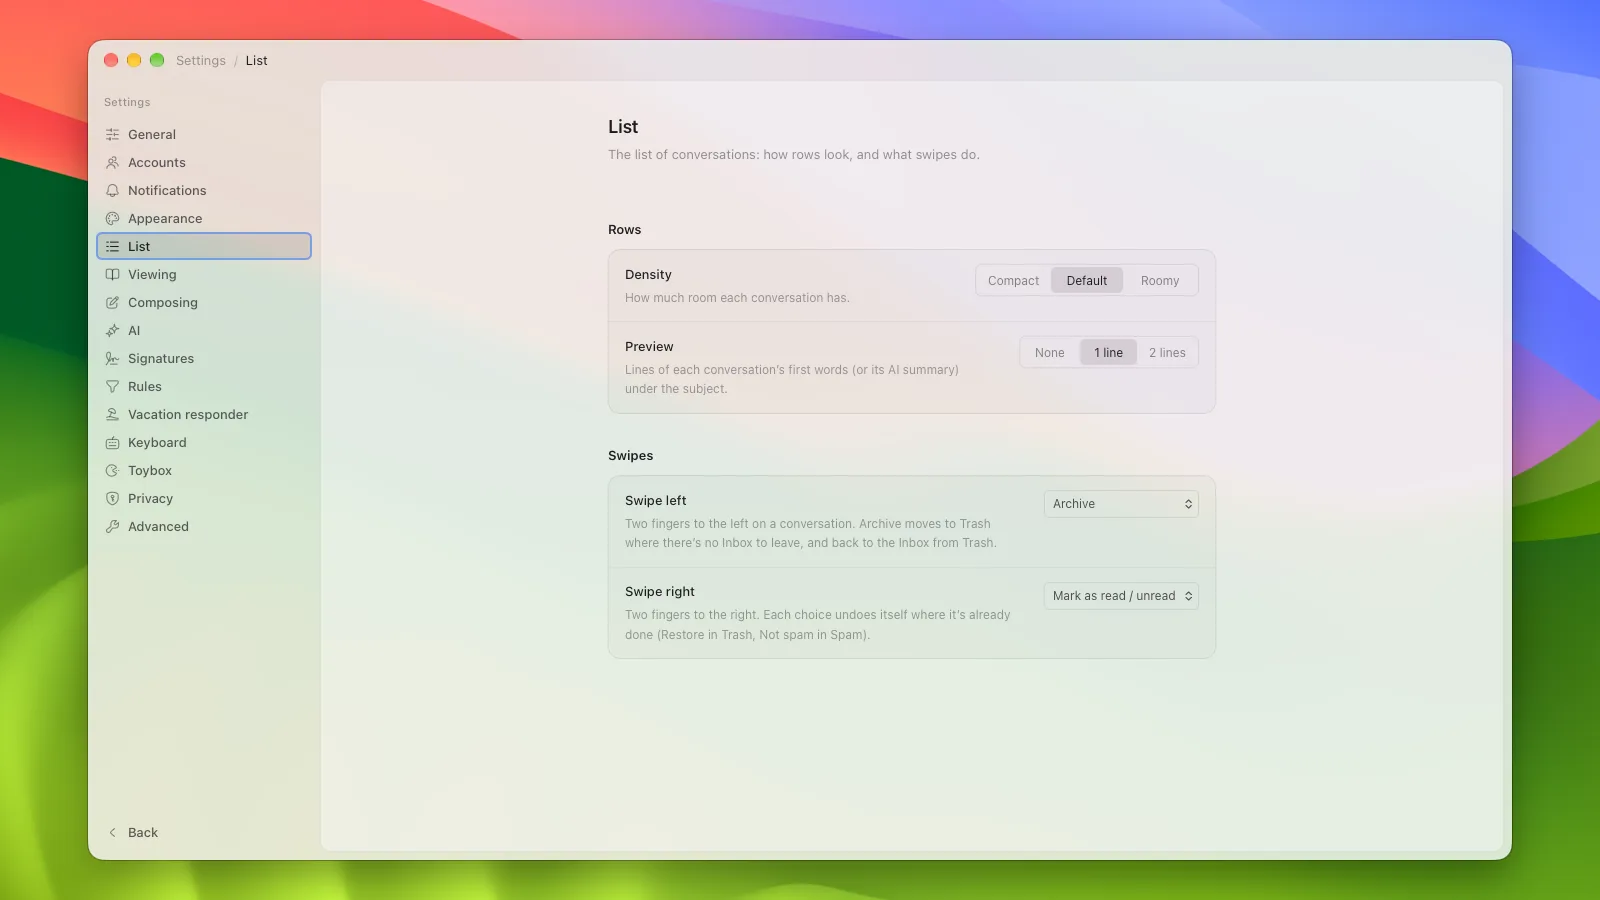 Settings / List
Settings
General
Accounts
Notifications
Appearance
List
Viewing
Composing
AI
Signatures
Rules
Vacation responder
Keyboard
Toybox
Privacy
Advanced
Back
List
The list of conversations: how rows look, and what swipes do.
Rows
Density
How much room each conversation has.
Compact Default Roomy
Preview
Lines of each conversation's first words (or its AI summary)
under the subject.
None 1 line 2 lines
Swipes
Swipe left
Two fingers to the left on a conversation. Archive moves to Trash
where there's no Inbox to leave, and back to the Inbox from Trash.
Archive
Swipe right
Two fingers to the right. Each choice undoes itself where it's already
done (Restore in Trash, Not spam in Spam).
Mark as read / unread